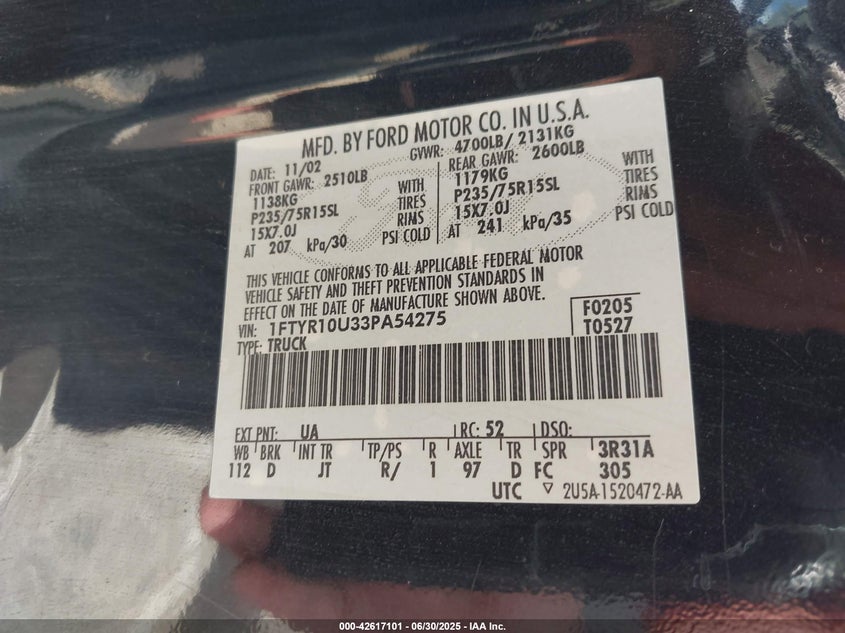 MFD. BY FORD MOTOR CO. IN U.S.A.
DATE: 11/02 GVWR: 4700LB/ 2131KG
FRONT GAWR: 2510LB REAR GAWR: 2600LB
1138KG WITH 1179KG WITH
P235/75R15SL TIRES P235/75R15SL TIRES
15X7.0J RIMS 15X7.0J RIMS
AT 207 kPa/30 PSI COLD AT 241 kPa/35 PSI COLD
THIS VEHICLE CONFORMS TO ALL APPLICABLE FEDERAL MOTOR
VEHICLE SAFETY AND THEFT PREVENTION STANDARDS IN
EFFECT ON THE DATE OF MANUFACTURE SHOWN ABOVE.
VIN: 1FTYR10U33PA54275 F0205
TYPE: TRUCK T0527
EXT PNT: UA RC: 52 DSO:
WB BRK INT TR TP/PS R AXLE TR SPR 3R31A
112 D JT R/ 1 97 D FC 305
UTC 2U5A-1520472-AA
000-42617101 - 06/30/2025 - IAA Inc.